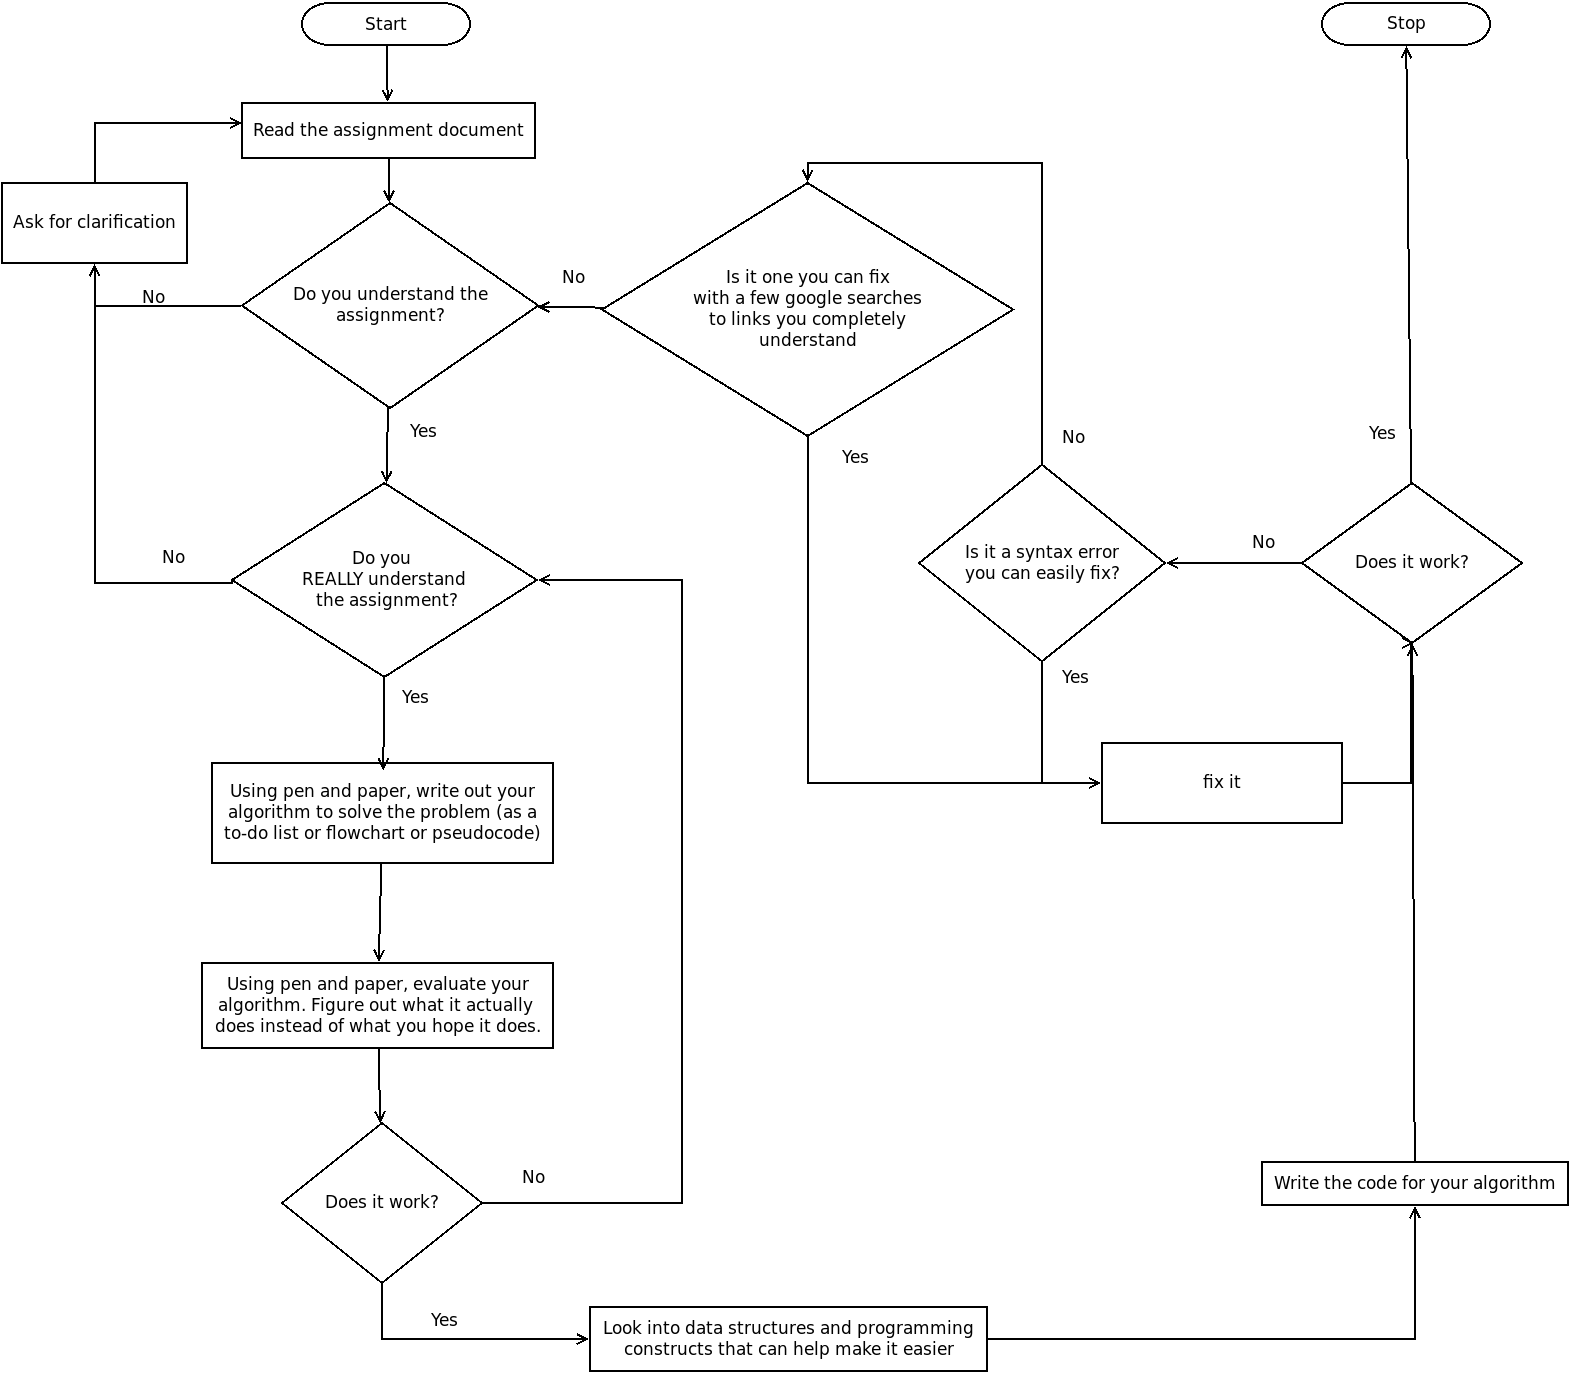 Start
Stop
Read the assignment document
Ask for clarification
Do you understand the
assignment?
No
Yes
No
Is it one you can fix
with a few google searches
to links you completely
understand
Yes
No
Is it a syntax error
you can easily fix?
Yes
No
Yes
Does it work?
Do you
REALLY understand
the assignment?
No
Yes
fix it
Using pen and paper, write out your
algorithm to solve the problem (as a
to-do list or flowchart or pseudocode)
Using pen and paper, evaluate your
algorithm. Figure out what it actually
does instead of what you hope it does.
Does it work?
No
Yes
Look into data structures and programming
constructs that can help make it easier
Write the code for your algorithm